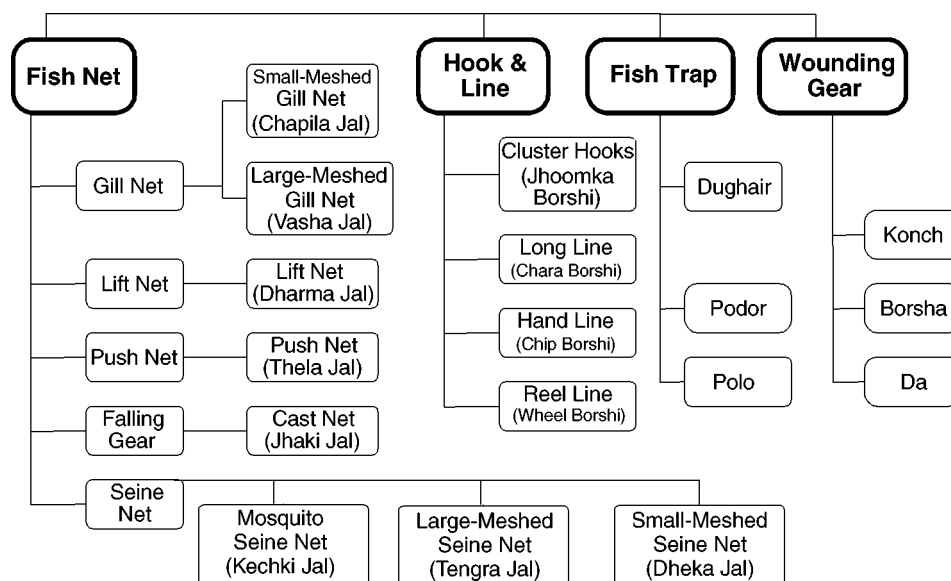 Fish Net
Hook &
Line
Fish Trap
Wounding
Gear
Gill Net
Small-Meshed
Gill Net
(Chapila Jal)
Large-Meshed
Gill Net
(Vasha Jal)
Lift Net
Lift Net
(Dharma Jal)
Push Net
Push Net
(Thela Jal)
Falling
Gear
Cast Net
(Jhaki Jal)
Seine
Net
Mosquito
Seine Net
(Kechki Jal)
Large-Meshed
Seine Net
(Tengra Jal)
Small-Meshed
Seine Net
(Dheka Jal)
Cluster Hooks
(Jhoomka
Borshi)
Long Line
(Chara Borshi)
Hand Line
(Chip Borshi)
Reel Line
(Wheel Borshi)
Dughair
Podor
Polo
Konch
Borsha
Da